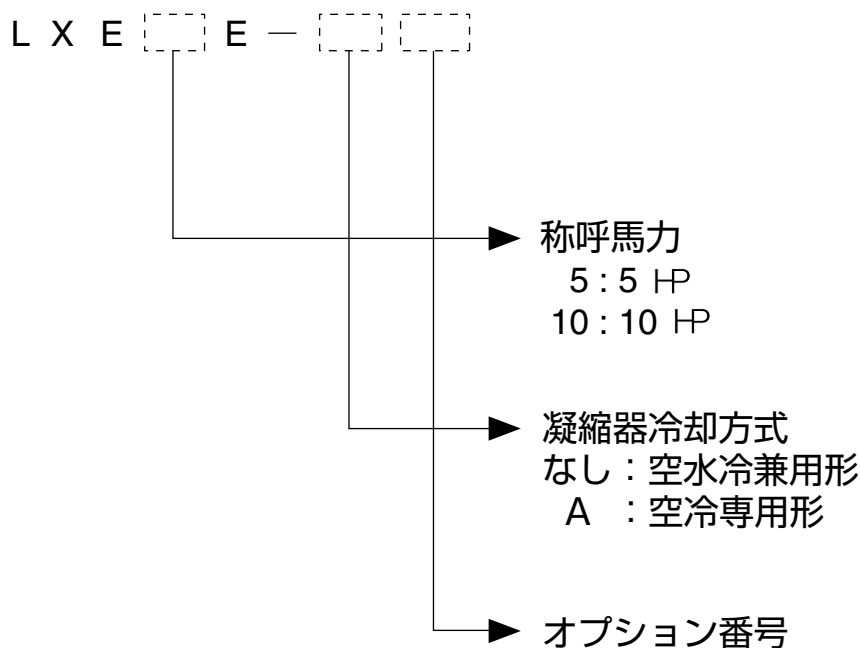 L X E E －
称呼馬力
5 : 5 HP
10 : 10 HP
凝縮器冷却方式
なし：空水冷兼用形
A ：空冷専用形
オプション番号